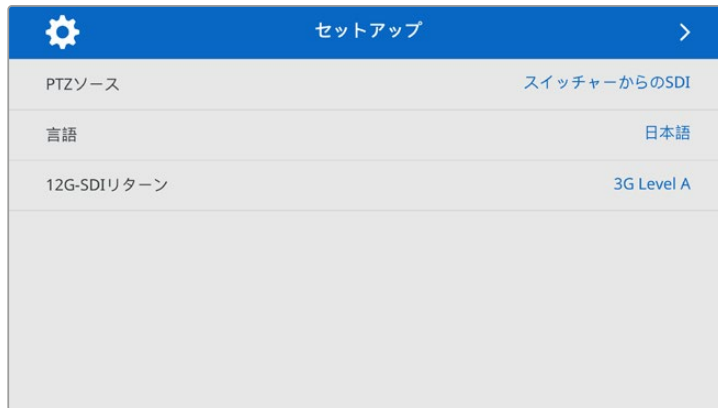 セットアップ
PTZソース スイッチャーからのSDI
言語 日本語
12G-SDIリターン 3G Level A